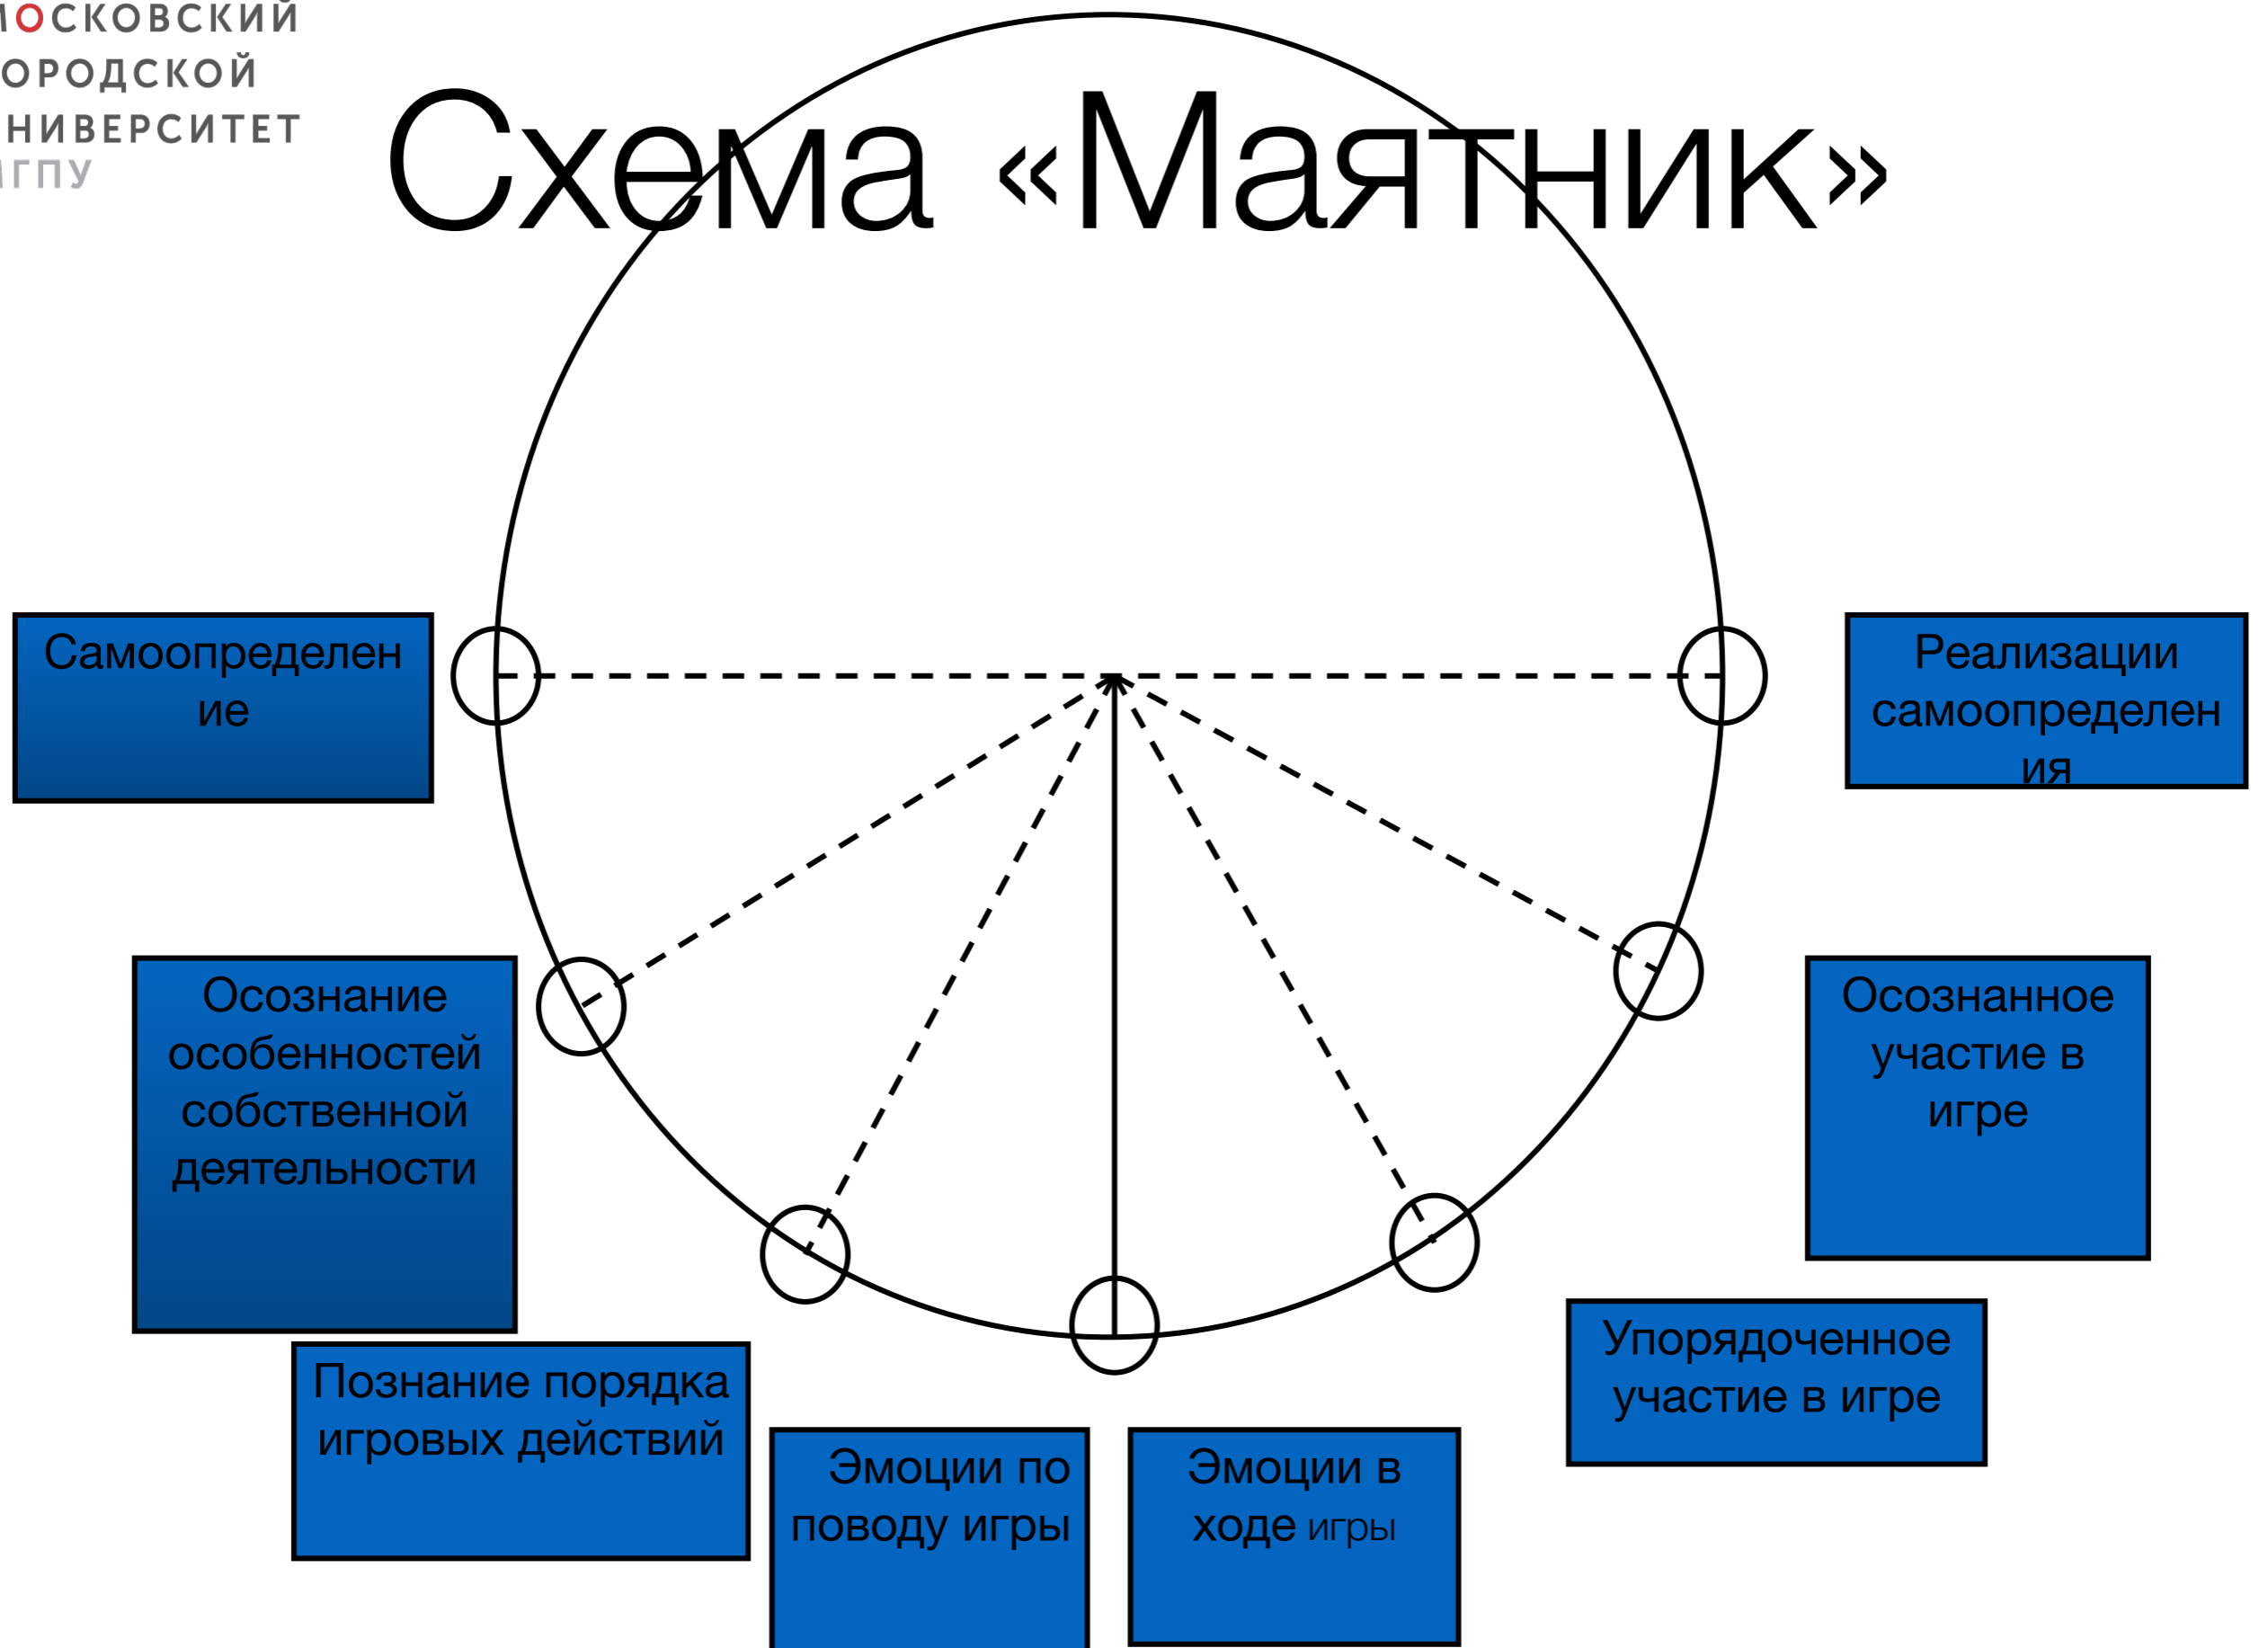 ОСКОВСКИЙ
ОРОДСКОЙ
НИВЕРСИТЕТ
ГПУ
Схема «Маятник»
Самоопределен
ие
Реализация
самоопределен
ия
Осознание
особенностей
собственной
деятельности
Осознанное
участие в
игре
Упорядоченное
участие в игре
Познание порядка
игровых действий
Эмоции по
поводу игры
Эмоции в
ходе игры